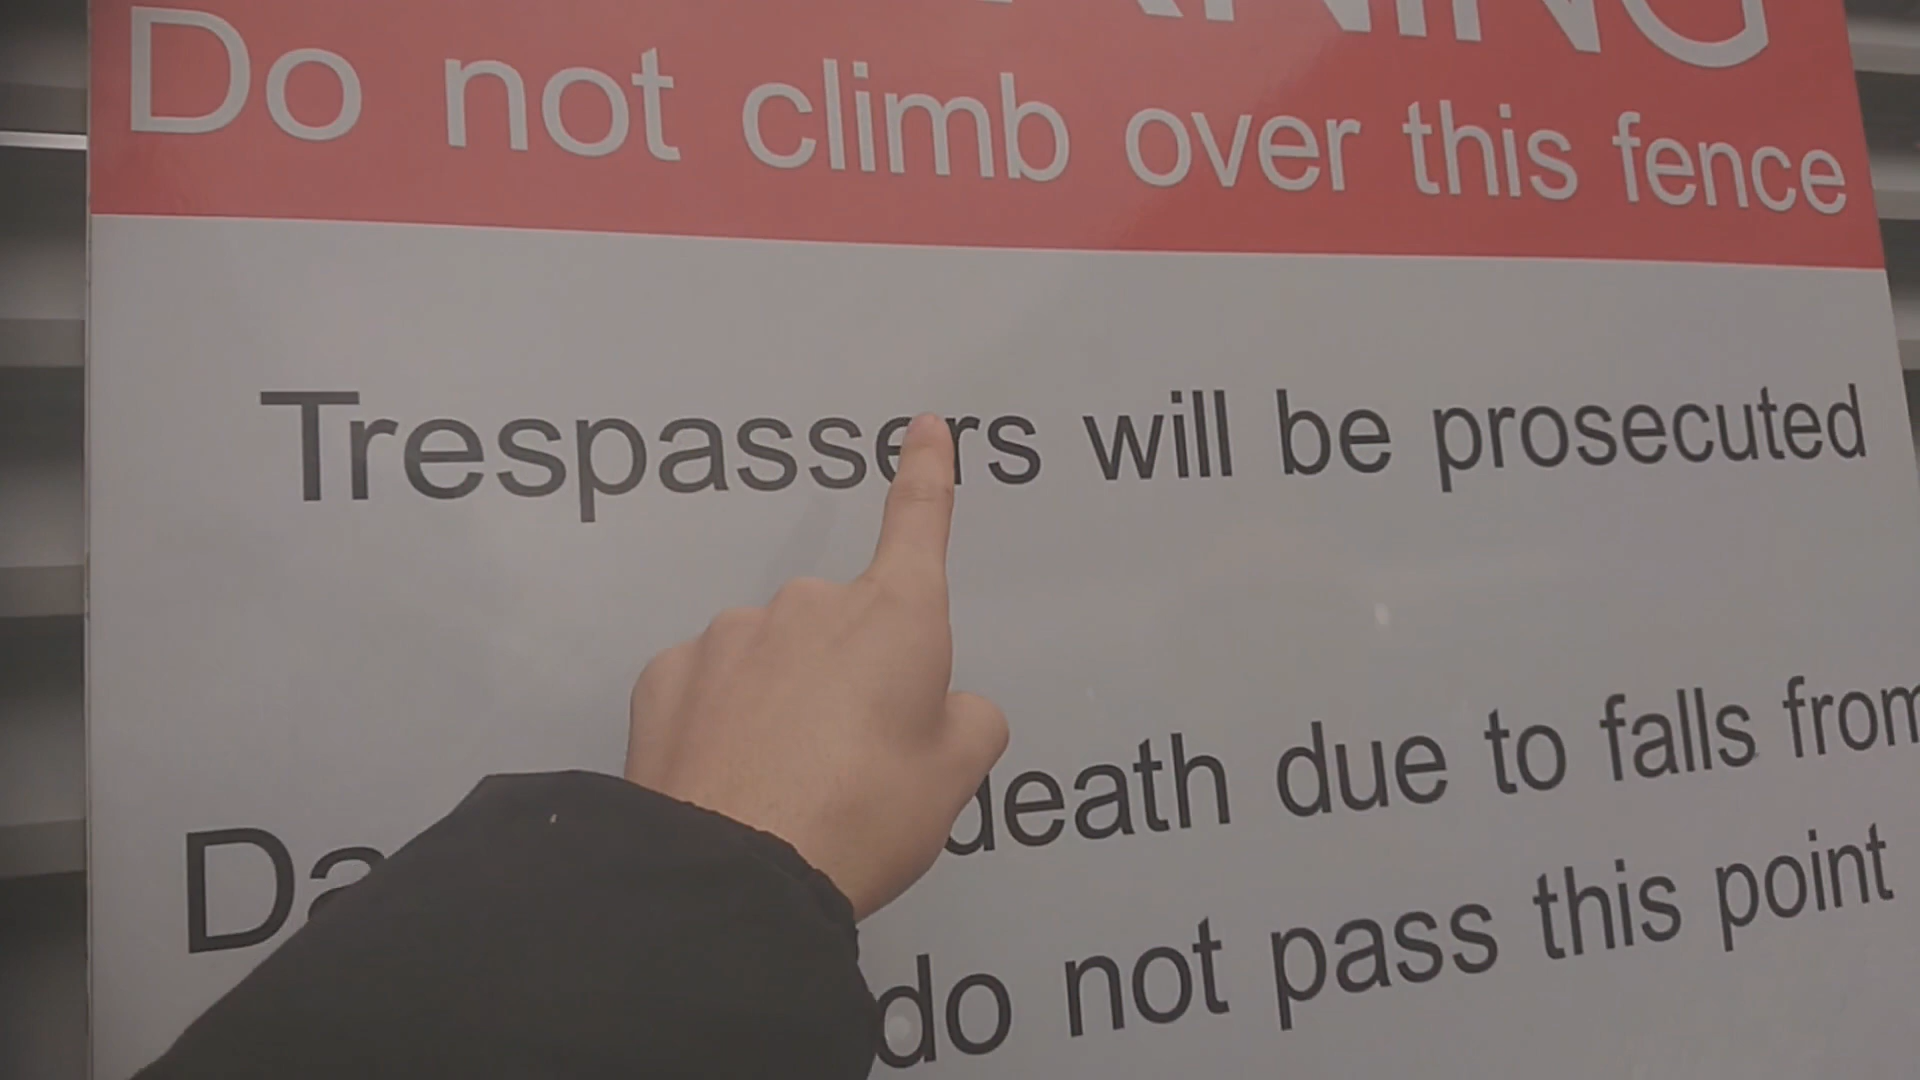 Do not climb over this fence
Trespassers will be prosecuted
death due to falls from
do not pass this point